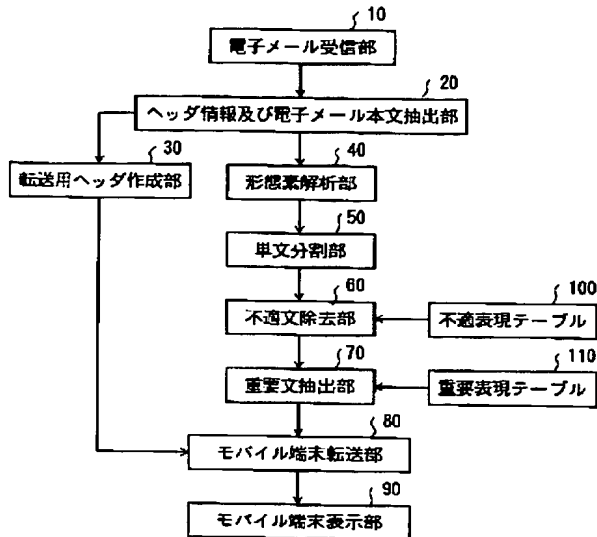 10
電子メール受信部
20
ヘッダ情報及び電子メール本文抽出部
30
転送用ヘッダ作成部
40
形態素解析部
50
単文分割部
60
不適文除去部
100
不適表現テーブル
70
重要文抽出部
110
重要表現テーブル
80
モバイル端末転送部
90
モバイル端末表示部